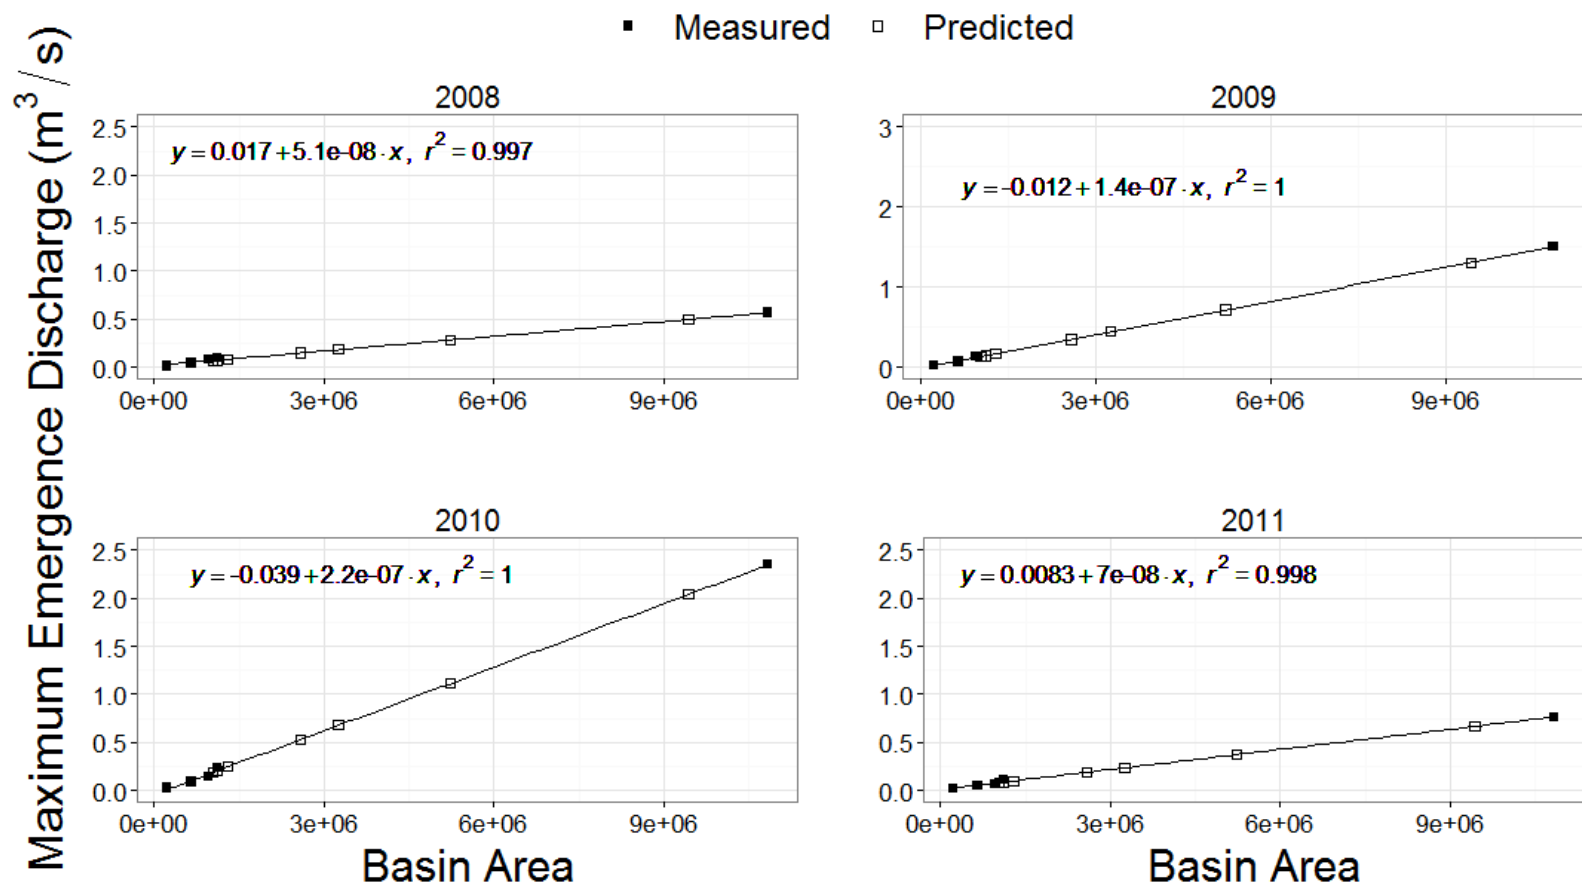 ■ Measured □ Predicted
Maximum Emergence Discharge (m³/s)
2008
2.5
2.0
1.5
1.0
0.5
0.0
y = 0.017 + 5.1e-08 · x, r² = 0.997
0e+00 3e+06 6e+06 9e+06
2009
3
2
1
0
y = -0.012 + 1.4e-07 · x, r² = 1
0e+00 3e+06 6e+06 9e+06
2010
2.5
2.0
1.5
1.0
0.5
0.0
y = -0.039 + 2.2e-07 · x, r² = 1
0e+00 3e+06 6e+06 9e+06
Basin Area
2011
2.5
2.0
1.5
1.0
0.5
0.0
y = 0.0083 + 7e-08 · x, r² = 0.998
0e+00 3e+06 6e+06 9e+06
Basin Area